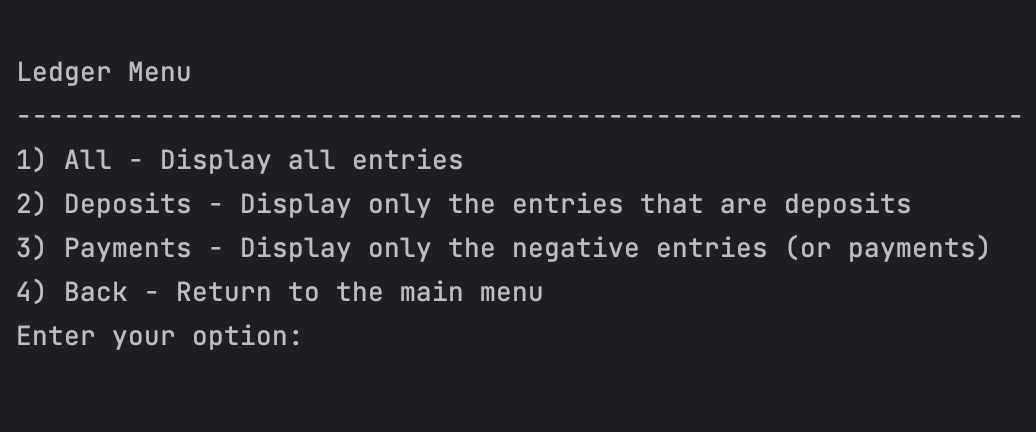 Ledger Menu
---------------------------------------------------------------
1) All - Display all entries
2) Deposits - Display only the entries that are deposits
3) Payments - Display only the negative entries (or payments)
4) Back - Return to the main menu
Enter your option: